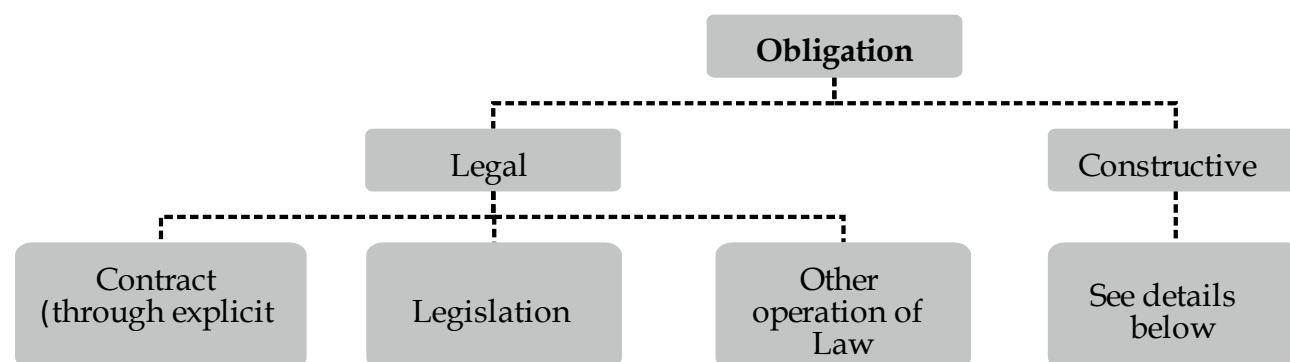 Obligation
Legal
Constructive
Contract
(through explicit
Legislation
Other
operation of
Law
See details
below